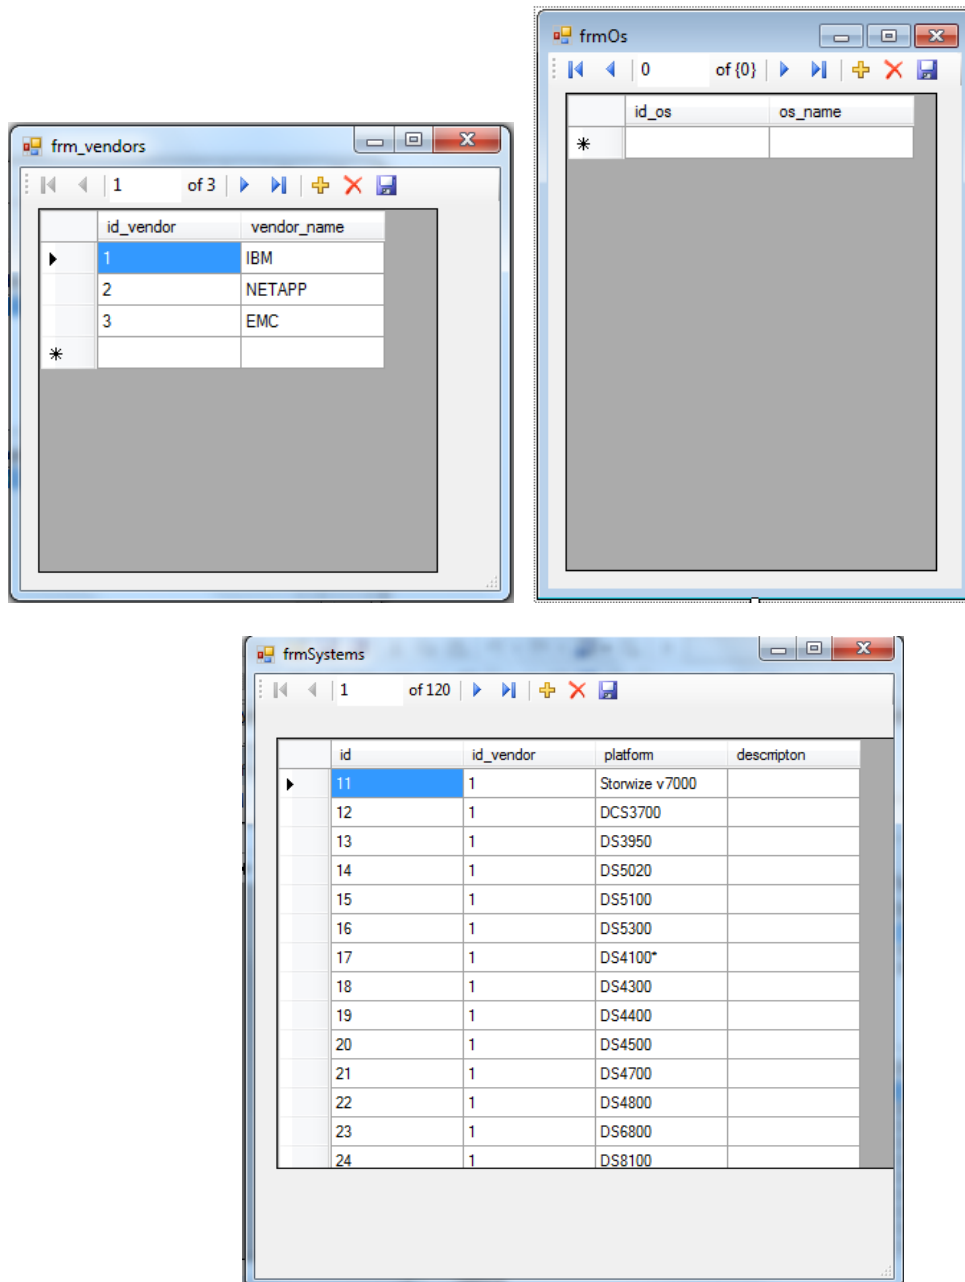 frmOs
0 of {0}
id_os os_name
frm_vendors
1 of 3
id_vendor vendor_name
1 IBM
2 NETAPP
3 EMC
frmSystems
1 of 120
id id_vendor platform descrripton
11 1 Storwize v7000
12 1 DCS3700
13 1 DS3950
14 1 DS5020
15 1 DS5100
16 1 DS5300
17 1 DS4100*
18 1 DS4300
19 1 DS4400
20 1 DS4500
21 1 DS4700
22 1 DS4800
23 1 DS6800
24 1 DS8100